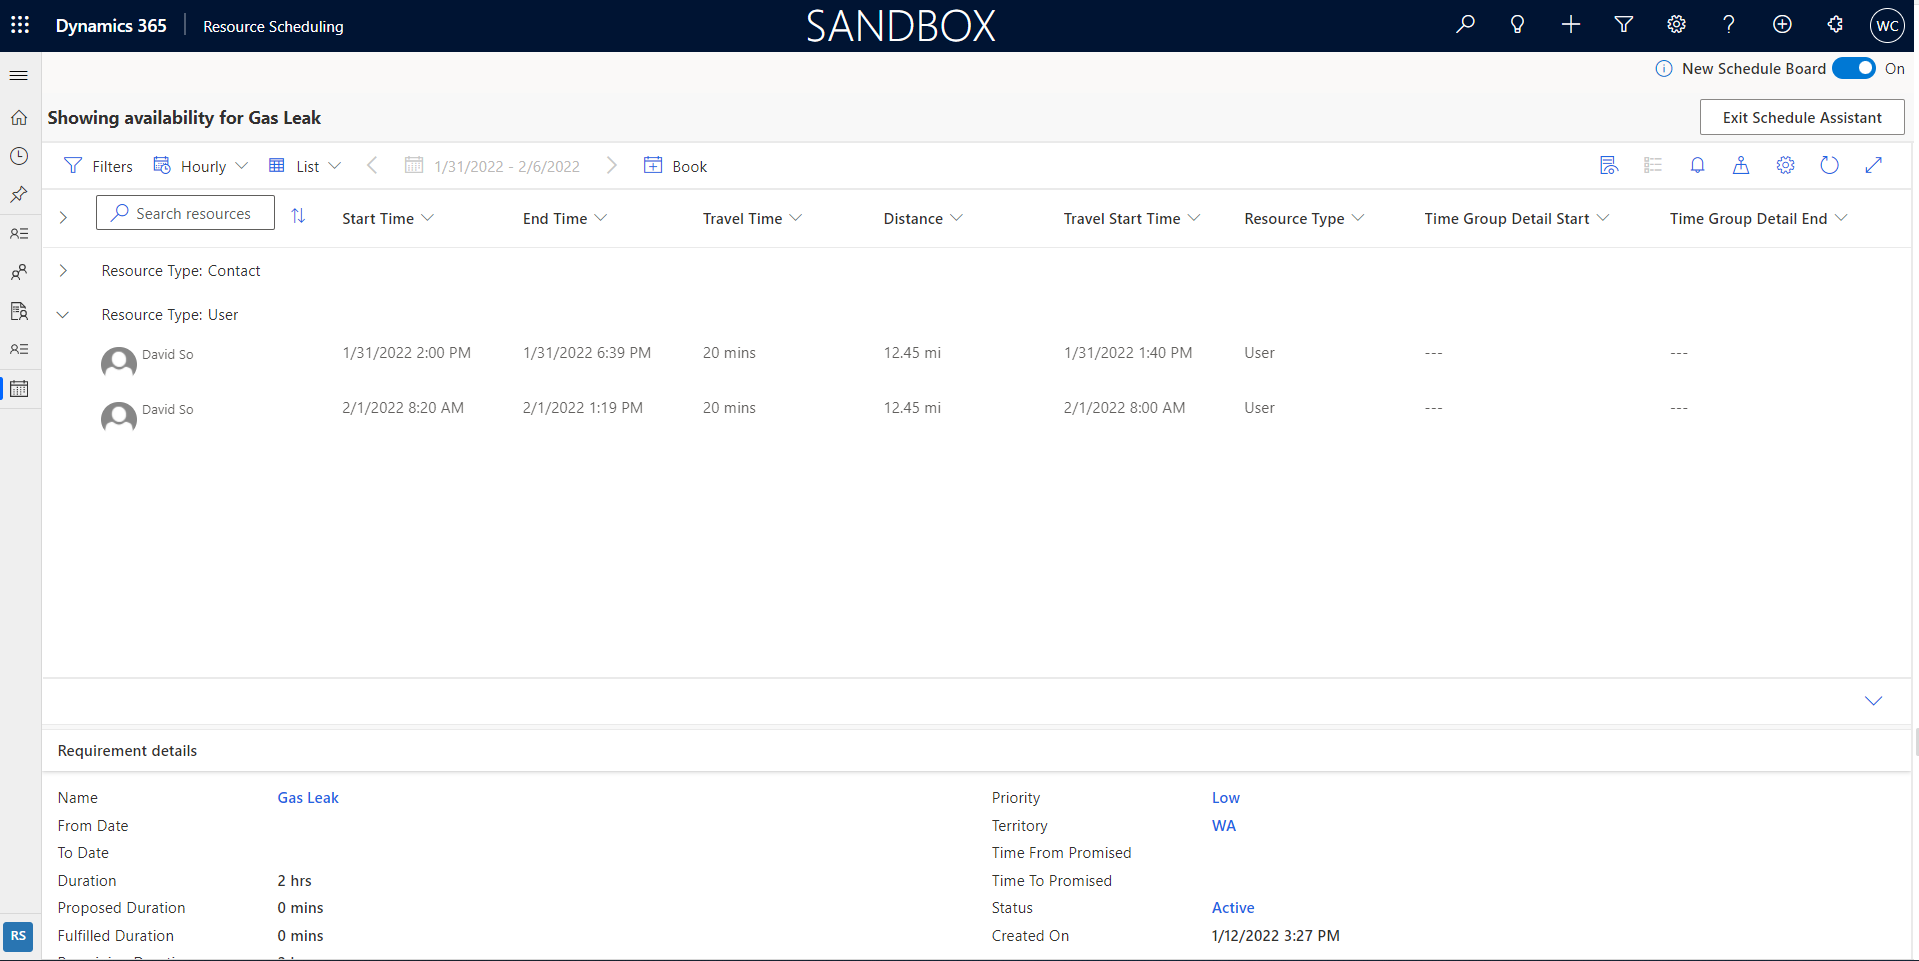 Dynamics 365 Resource Scheduling SANDBOX WC
New Schedule Board On
Showing availability for Gas Leak Exit Schedule Assistant
Filters Hourly List 1/31/2022 - 2/6/2022 Book
Search resources Start Time End Time Travel Time Distance Travel Start Time Resource Type Time Group Detail Start Time Group Detail End
Resource Type: Contact
Resource Type: User
David So 1/31/2022 2:00 PM 1/31/2022 6:39 PM 20 mins 12.45 mi 1/31/2022 1:40 PM User --- ---
David So 2/1/2022 8:20 AM 2/1/2022 1:19 PM 20 mins 12.45 mi 2/1/2022 8:00 AM User --- ---
Requirement details
Name Gas Leak Priority Low
From Date Territory WA
To Date Time From Promised
Duration 2 hrs Time To Promised
Proposed Duration 0 mins Status Active
Fulfilled Duration 0 mins Created On 1/12/2022 3:27 PM
RS